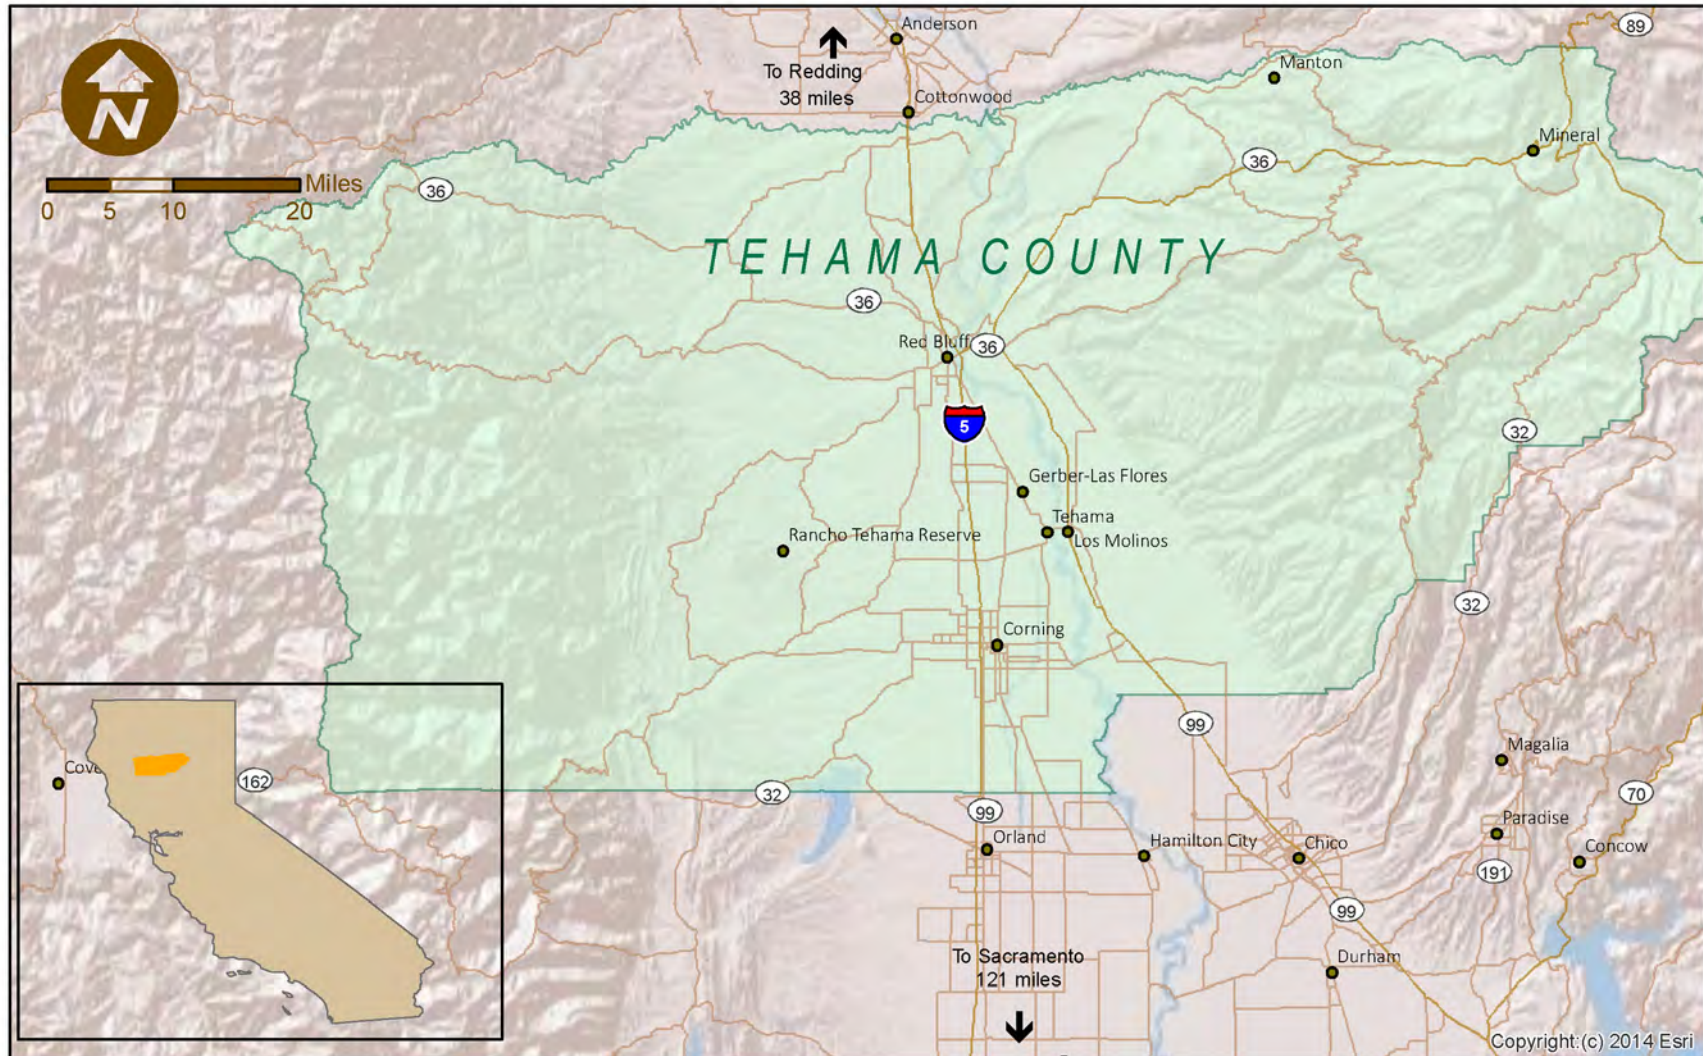 Anderson
89
To Redding
38 miles
Manton
Cottonwood
N
Mineral
36
36
Miles
0 5 10 20
TEHAMA COUNTY
36
Red Bluff
36
5
32
Gerber-Las Flores
Tehama
Rancho Tehama Reserve
Los Molinos
32
Corning
99
Magalia
Cove
162
32
70
99
Paradise
Orland
Hamilton City
Chico
Concow
191
99
To Sacramento
121 miles
Durham
Copyright:(c) 2014 Esri